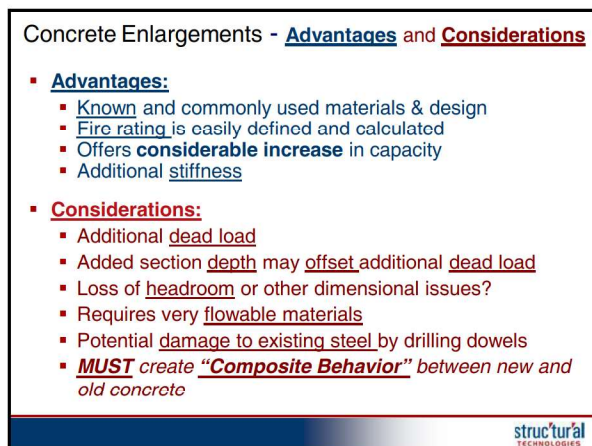 Concrete Enlargements - Advantages and Considerations
▪ Advantages:
▪ Known and commonly used materials & design
▪ Fire rating is easily defined and calculated
▪ Offers considerable increase in capacity
▪ Additional stiffness
▪ Considerations:
▪ Additional dead load
▪ Added section depth may offset additional dead load
▪ Loss of headroom or other dimensional issues?
▪ Requires very flowable materials
▪ Potential damage to existing steel by drilling dowels
▪ MUST create “Composite Behavior” between new and
old concrete
structural
TECHNOLOGIES